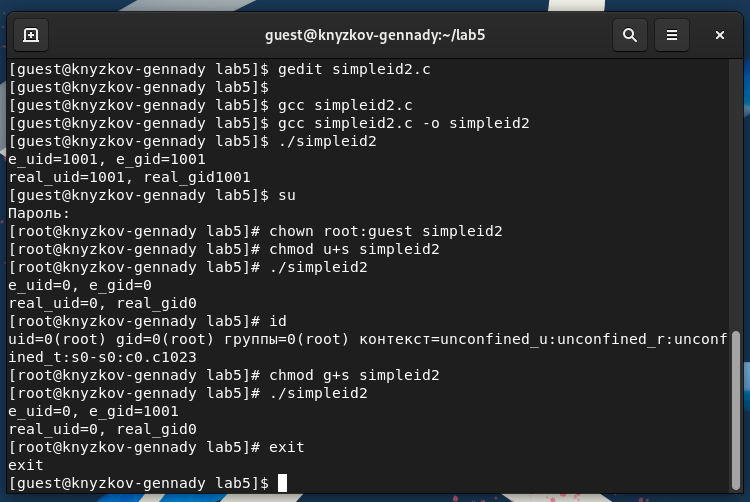 guest@knyzkov-gennady:~/lab5
[guest@knyzkov-gennady lab5]$ gedit simpleid2.c
[guest@knyzkov-gennady lab5]$
[guest@knyzkov-gennady lab5]$ gcc simpleid2.c
[guest@knyzkov-gennady lab5]$ gcc simpleid2.c -o simpleid2
[guest@knyzkov-gennady lab5]$ ./simpleid2
e_uid=1001, e_gid=1001
real_uid=1001, real_gid1001
[guest@knyzkov-gennady lab5]$ su
Пароль:
[root@knyzkov-gennady lab5]# chown root:guest simpleid2
[root@knyzkov-gennady lab5]# chmod u+s simpleid2
[root@knyzkov-gennady lab5]# ./simpleid2
e_uid=0, e_gid=0
real_uid=0, real_gid0
[root@knyzkov-gennady lab5]# id
uid=0(root) gid=0(root) группы=0(root) контекст=unconfined_u:unconfined_r:unconf
ined_t:s0-s0:c0.c1023
[root@knyzkov-gennady lab5]# chmod g+s simpleid2
[root@knyzkov-gennady lab5]# ./simpleid2
e_uid=0, e_gid=1001
real_uid=0, real_gid0
[root@knyzkov-gennady lab5]# exit
exit
[guest@knyzkov-gennady lab5]$